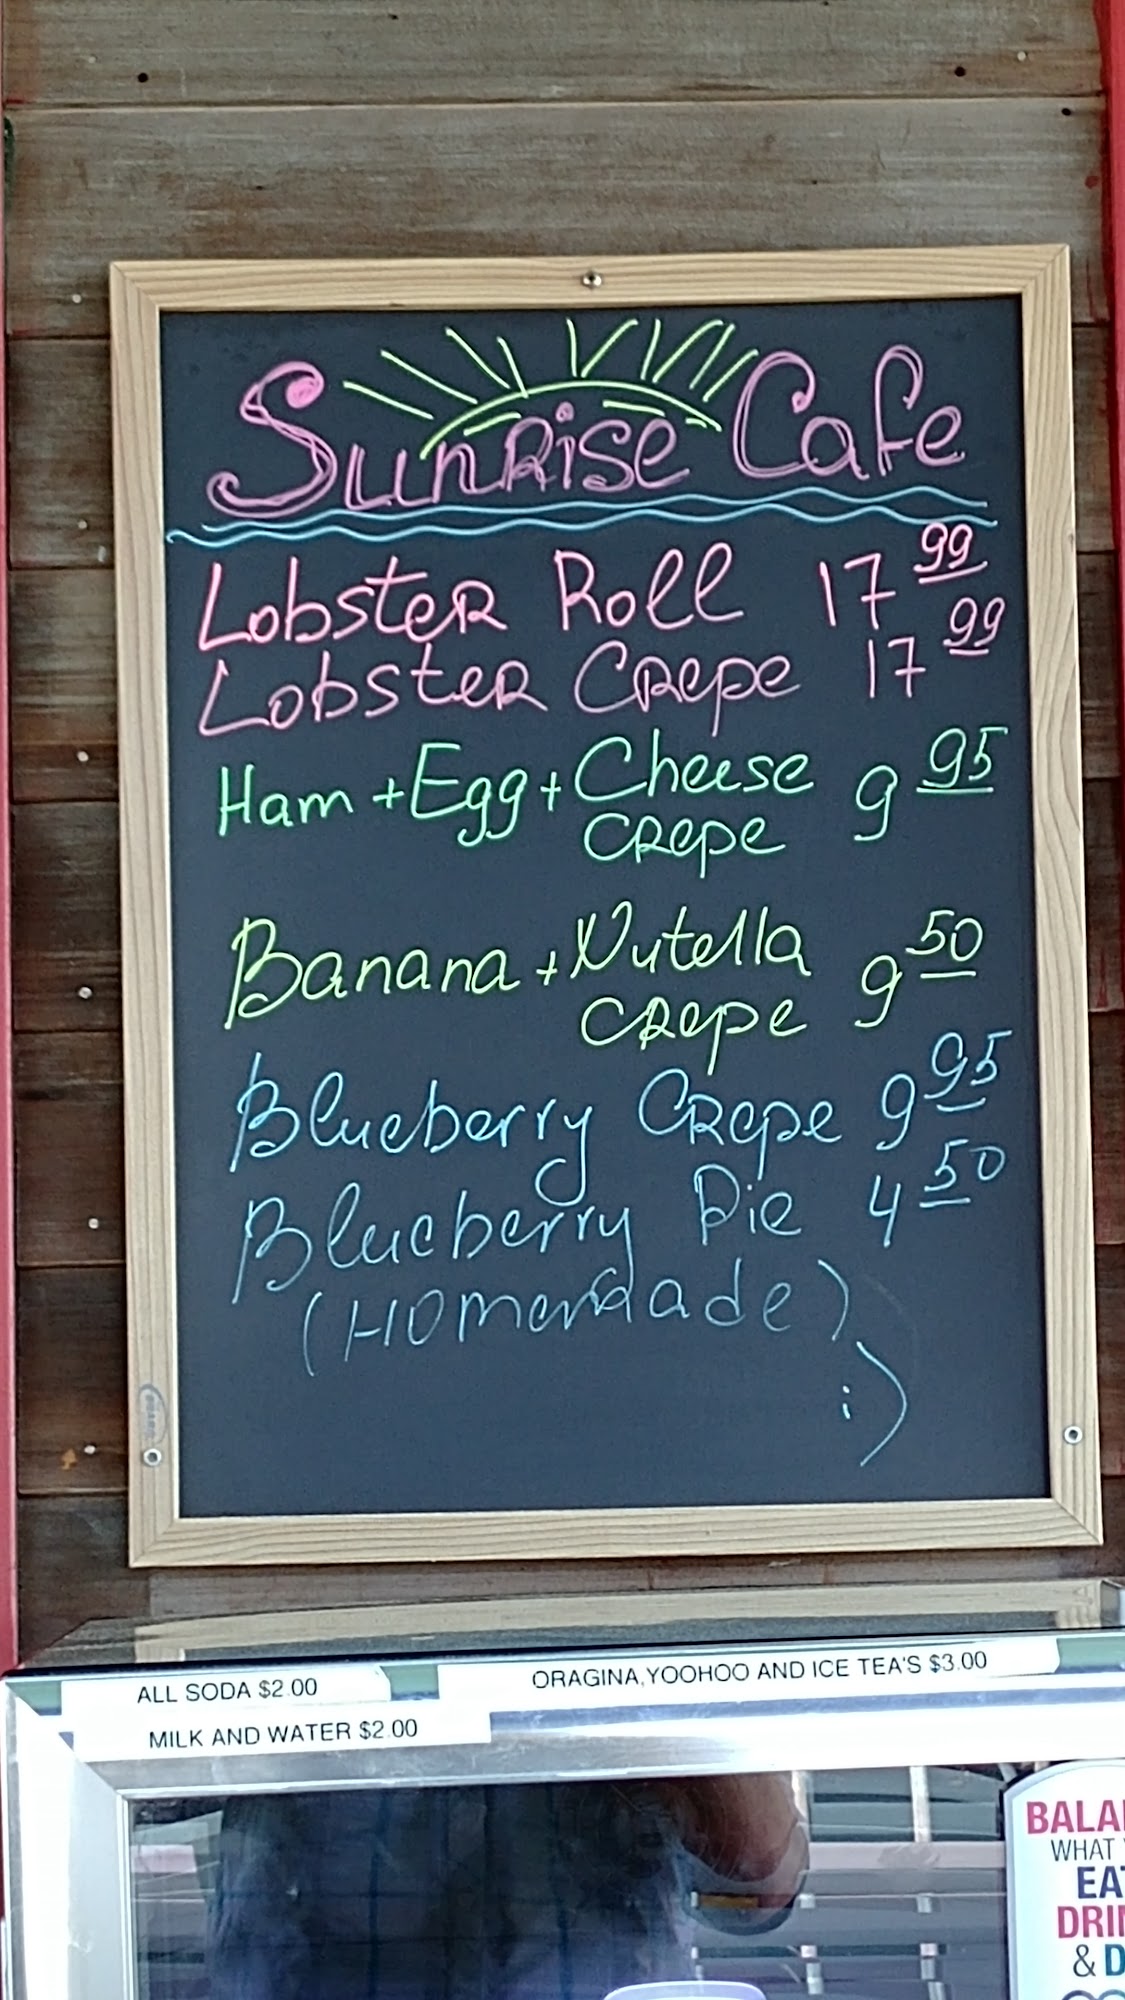 Sunrise Cafe
Lobster Roll 17 99
Lobster Crepe 17 99
Ham + Egg + Cheese 9 95
Crepe
Banana + Nutella 9 50
Crepe
Blueberry Crepe 9 95
Blueberry Pie 4 50
(Homemade)
:)
ALL SODA $2.00
ORAGINA,YOOHOO AND ICE TEA'S $3.00
MILK AND WATER $2.00
WHAT
&